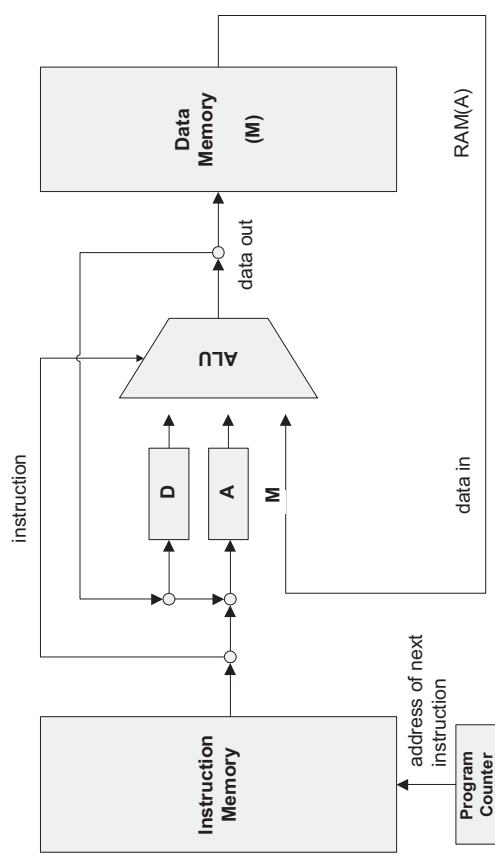 instruction
Instruction
Memory
D
A
M
ALU
data out
Data
Memory
(M)
address of next
instruction
Program
Counter
data in
RAM(A)